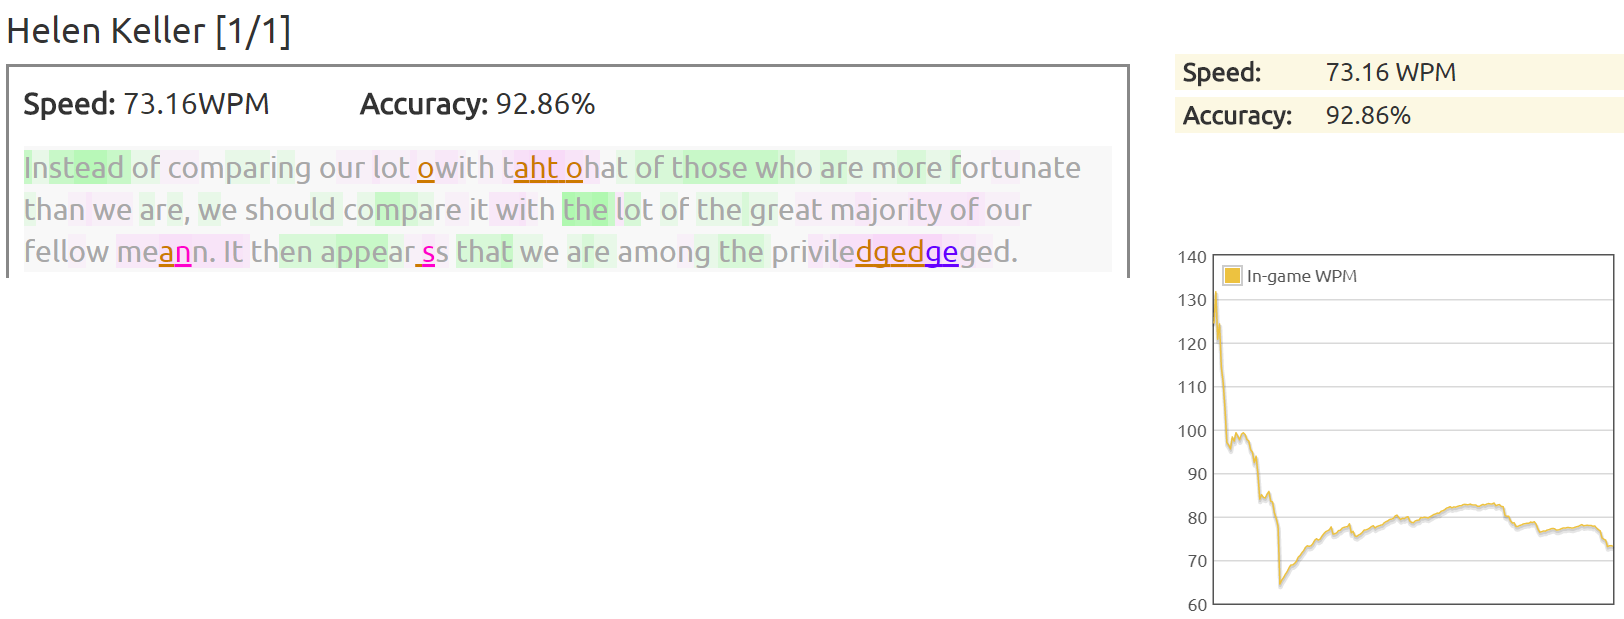 Helen Keller [1/1]
Speed: 73.16WPM Accuracy: 92.86%
Instead of comparing our lot owith taht ohat of those who are more fortunate
than we are, we should compare it with the lot of the great majority of our
fellow meann. It then appear ss that we are among the priviledgedgeged.
Speed: 73.16 WPM
Accuracy: 92.86%
In-game WPM
140
130
120
110
100
90
80
70
60